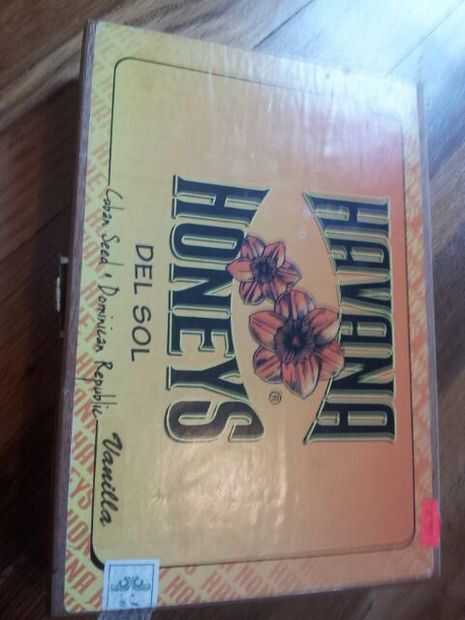 HAVANA
HONEYS®
DEL SOL
Cuban Seed • Dominican Republic Vanilla